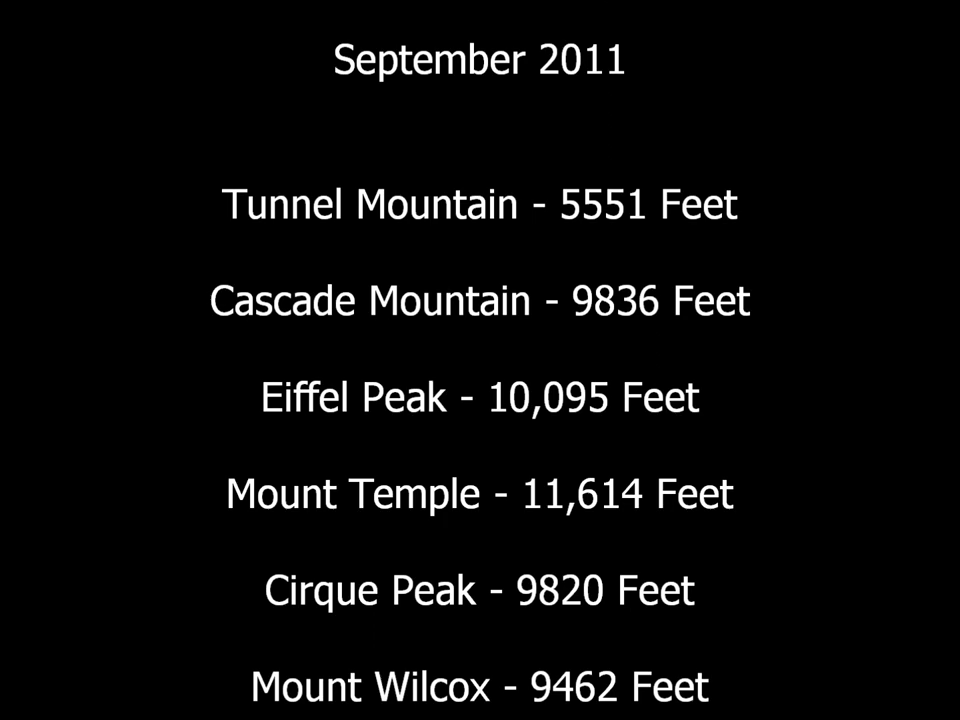 September 2011
Tunnel Mountain - 5551 Feet
Cascade Mountain - 9836 Feet
Eiffel Peak - 10,095 Feet
Mount Temple - 11,614 Feet
Cirque Peak - 9820 Feet
Mount Wilcox - 9462 Feet